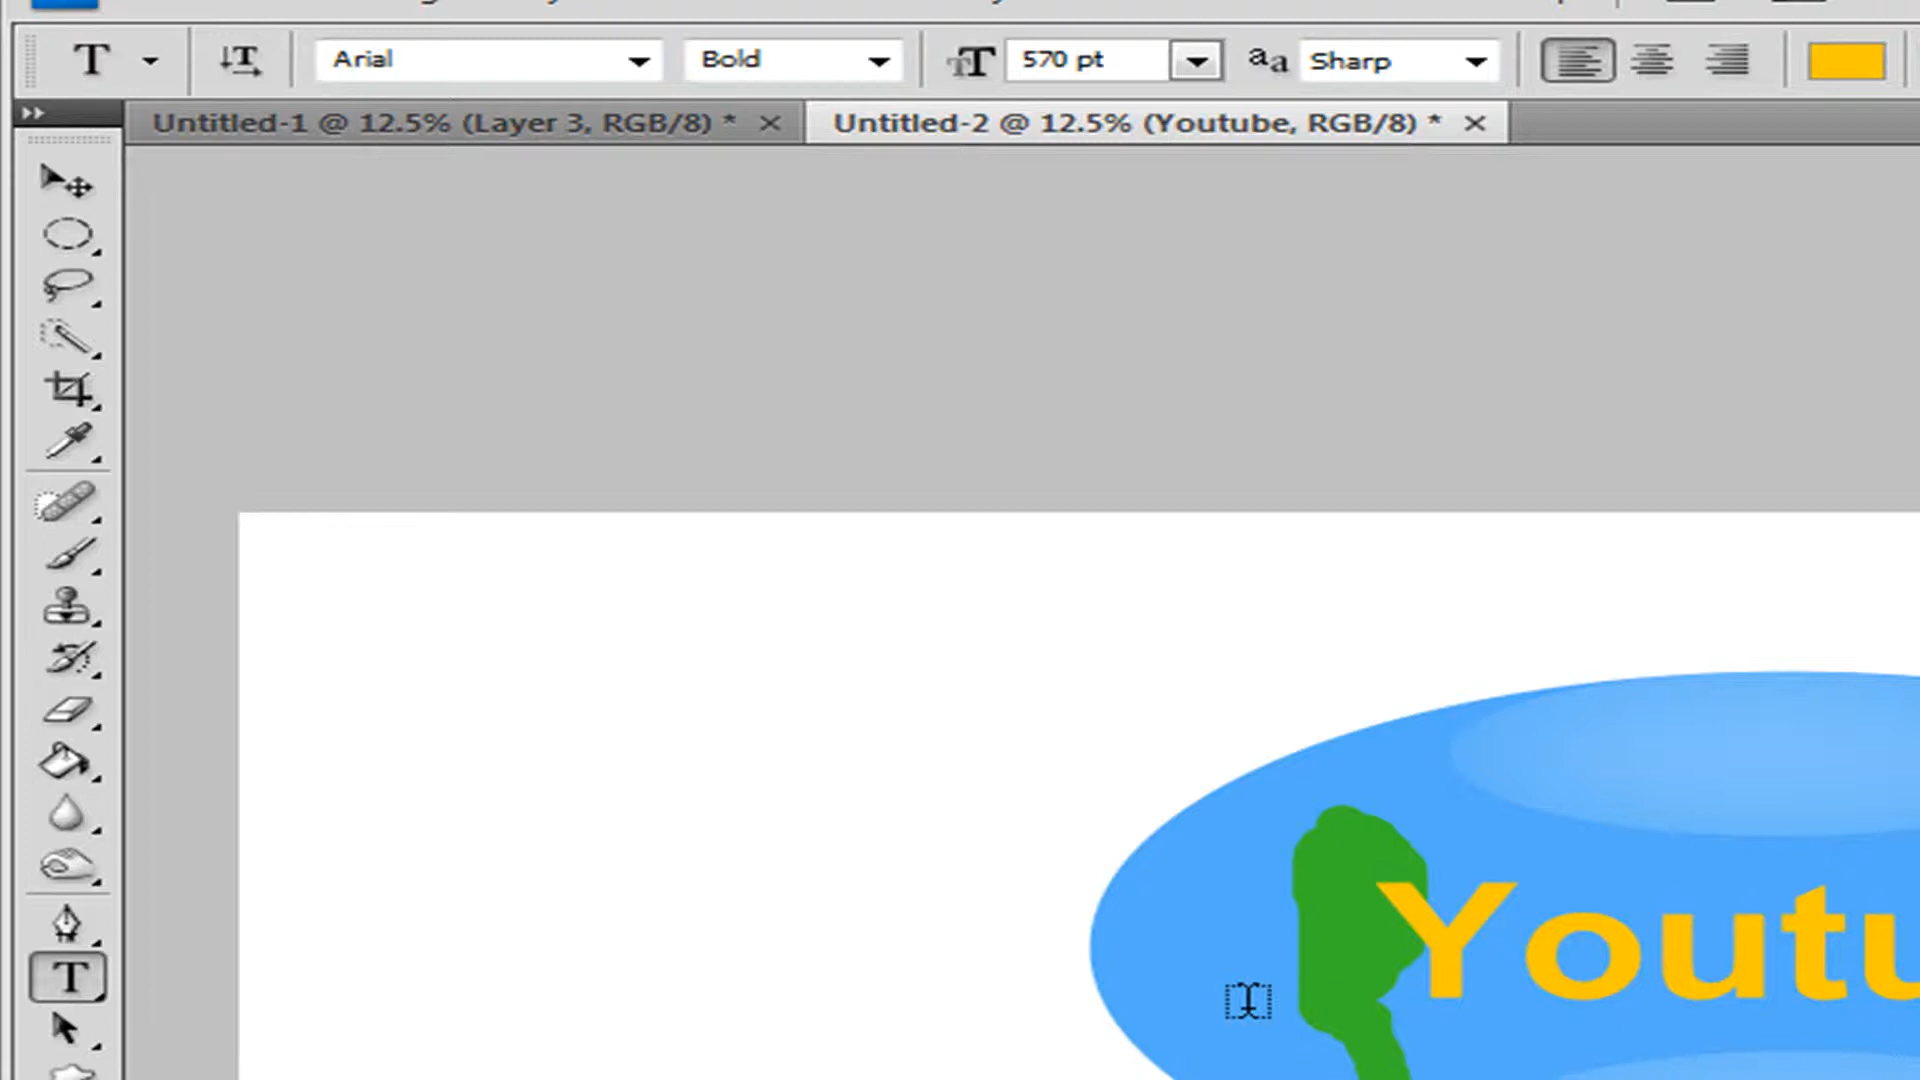 T T Arial Bold TT 570 pt aa Sharp
Untitled-1 @ 12.5% (Layer 3, RGB/8) * × Untitled-2 @ 12.5% (Youtube, RGB/8) * ×
Youtu
T